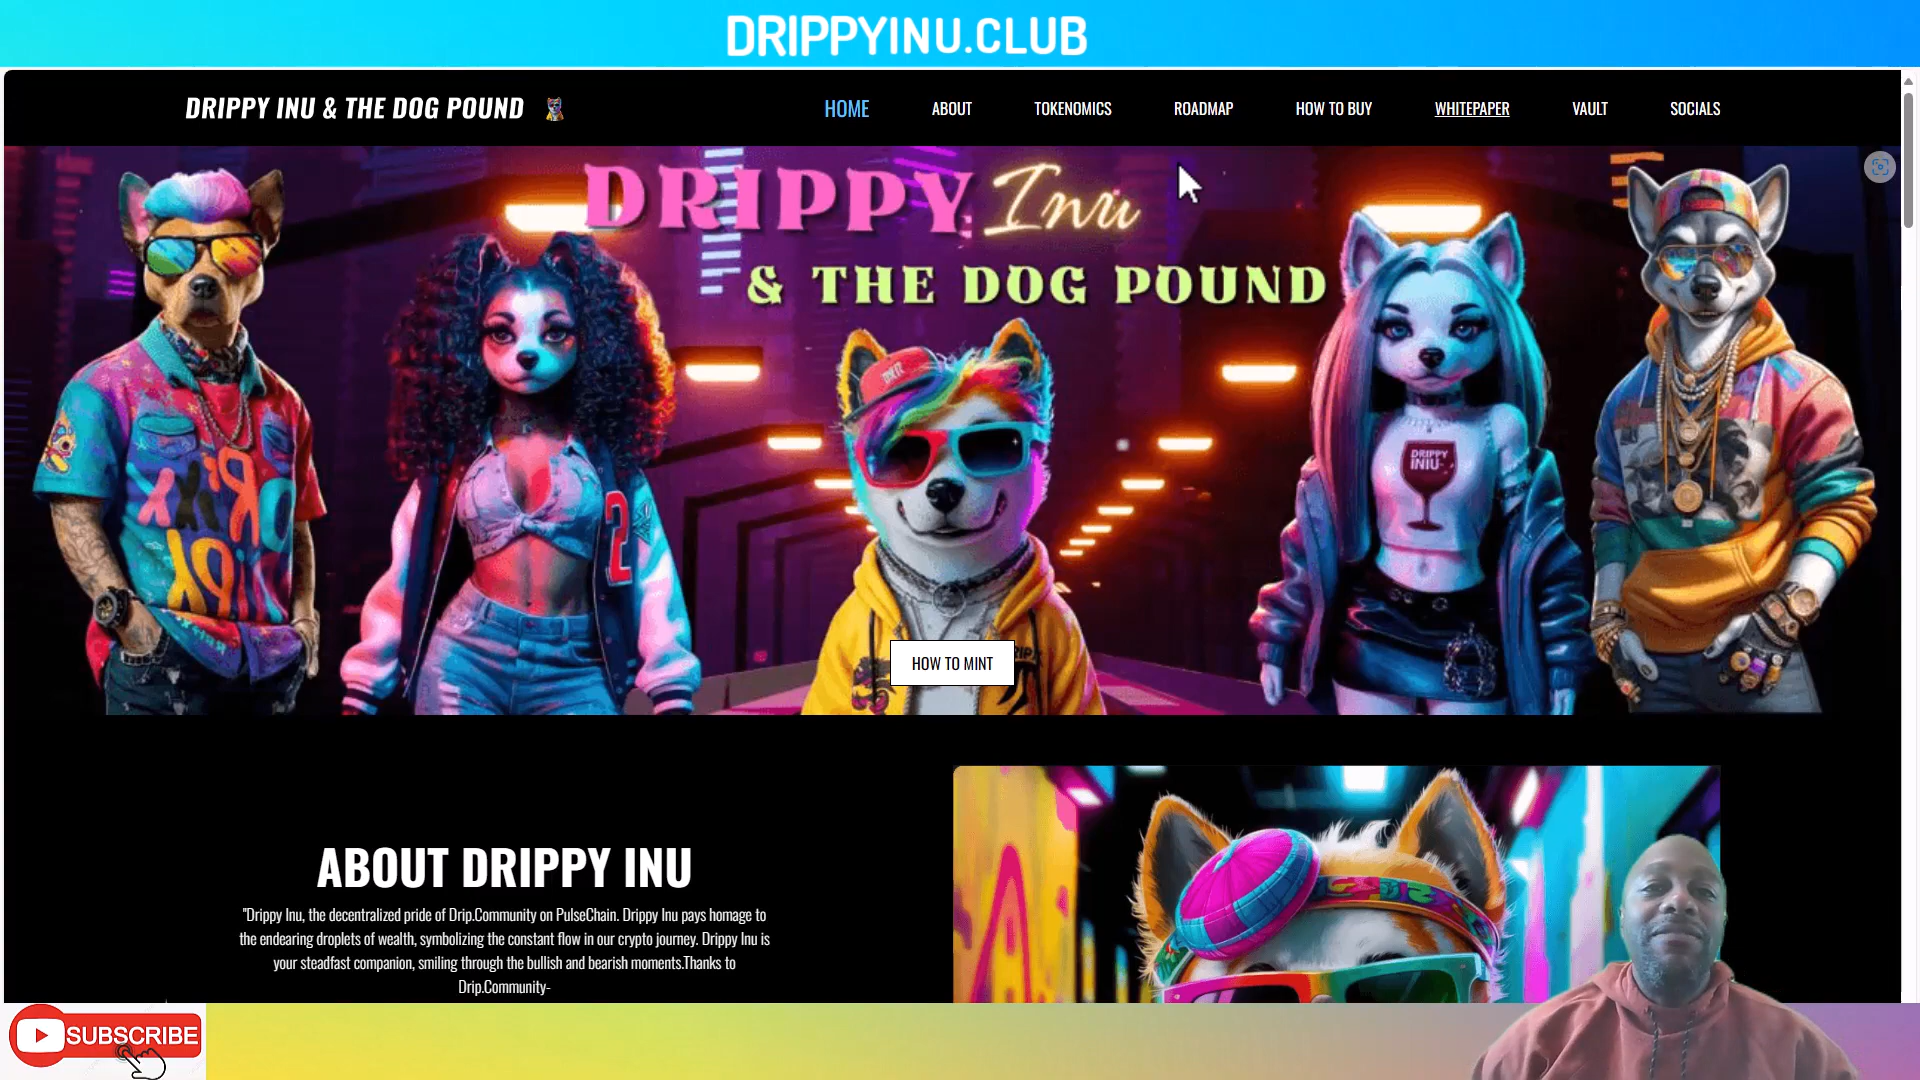 DRIPPYINU.CLUB
DRIPPY INU & THE DOG POUND
HOME
ABOUT
TOKENOMICS
ROADMAP
HOW TO BUY
WHITEPAPER
VAULT
SOCIALS
DRIPPY Inu
& THE DOG POUND
DRIPPY
INIU
2
HOW TO MINT
ABOUT DRIPPY INU
"Drippy Inu, the decentralized pride of Drip.Community on PulseChain. Drippy Inu pays homage to
the endearing droplets of wealth, symbolizing the constant flow in our crypto journey. Drippy Inu is
your steadfast companion, smiling through the bullish and bearish moments.Thanks to
Drip.Community-
SUBSCRIBE